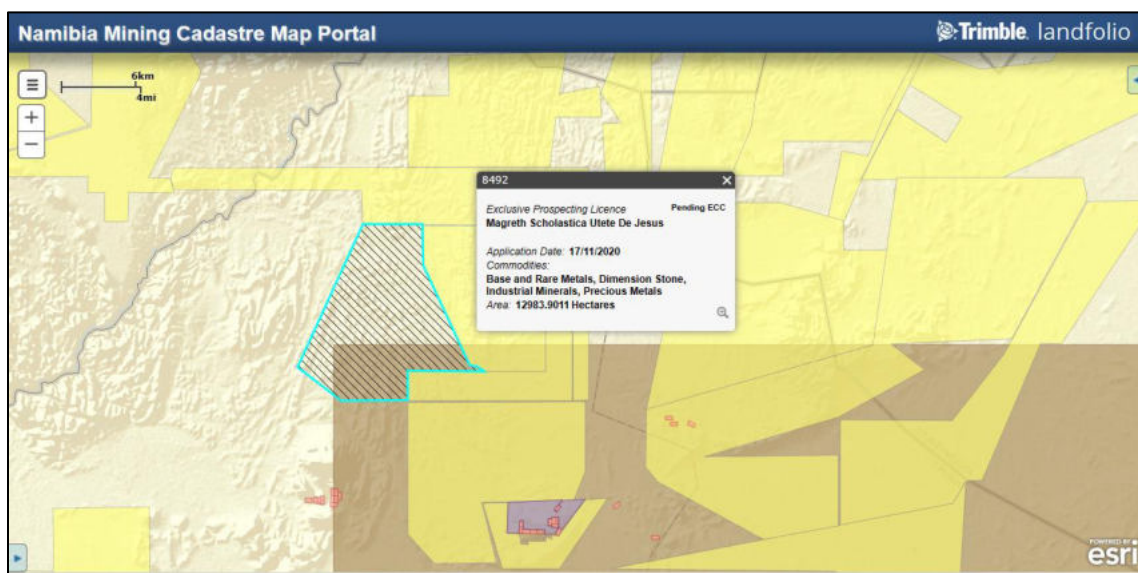 Namibia Mining Cadastre Map Portal
Trimble. landfolio
6km
4mi
+
−
8492
Exclusive Prospecting Licence Pending ECC
Magreth Scholastica Utete De Jesus
Application Date: 17/11/2020
Commodities:
Base and Rare Metals, Dimension Stone,
Industrial Minerals, Precious Metals
Area: 12983.9011 Hectares
POWERED BY
esri